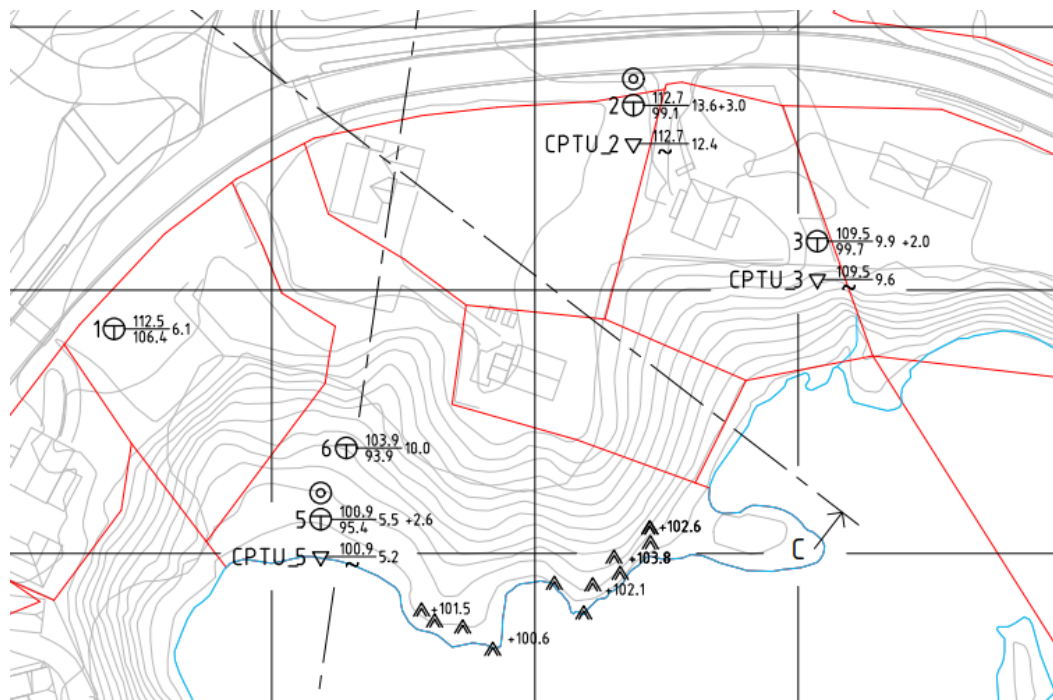 2 112.7 13.6+3.0
99.1
CPTU_2 112.7 12.4
~
3 109.5 9.9 +2.0
99.7
CPTU_3 109.5 9.6
~
1 112.5 6.1
106.4
6 103.9 10.0
93.9
5 100.9 5.5 +2.6
95.4
CPTU_5 100.9 5.2
~
C
+102.6
+103.8
+102.1
+101.5
+100.6